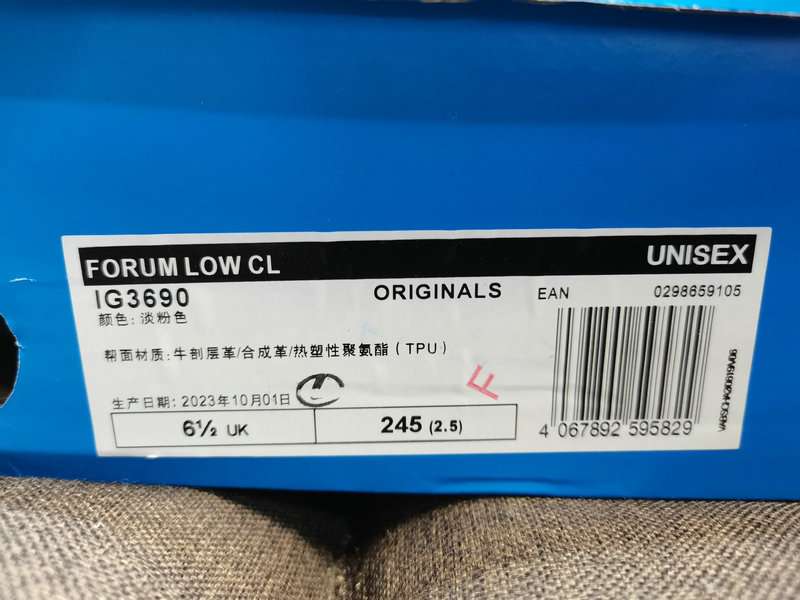 FORUM LOW CL
UNISEX
IG3690
ORIGINALS
EAN
0298659105
颜色: 淡粉色
帮面材质: 牛剖层革/合成革/热塑性聚氨酯 ( TPU )
F
生产日期: 2023年10月01日
6½ UK
245 (2.5)
4 067892 595829